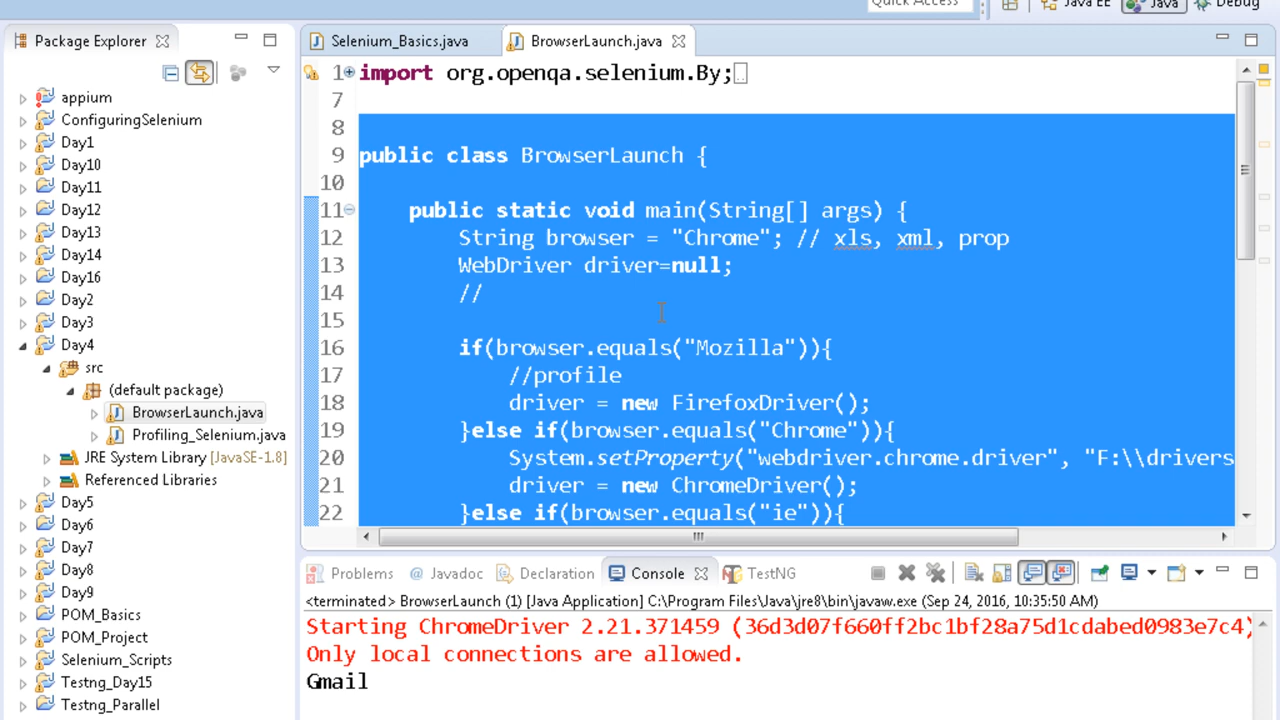 Quick Access
Java EE
Java
Debug
Package Explorer
appium
ConfiguringSelenium
Day1
Day10
Day11
Day12
Day13
Day14
Day16
Day2
Day3
Day4
src
(default package)
BrowserLaunch.java
Profiling_Selenium.java
JRE System Library [JavaSE-1.8]
Referenced Libraries
Day5
Day6
Day7
Day8
Day9
POM_Basics
POM_Project
Selenium_Scripts
Testng_Day15
Testng_Parallel
Selenium_Basics.java
BrowserLaunch.java
1 import org.openqa.selenium.By;
7
8
9 public class BrowserLaunch {
10
11 public static void main(String[] args) {
12 String browser = "Chrome"; // xls, xml, prop
13 WebDriver driver=null;
14 //
15
16 if(browser.equals("Mozilla")){
17 //profile
18 driver = new FirefoxDriver();
19 }else if(browser.equals("Chrome")){
20 System.setProperty("webdriver.chrome.driver", "F:\\drivers
21 driver = new ChromeDriver();
22 }else if(browser.equals("ie")){
Problems
@ Javadoc
Declaration
Console
TestNG
<terminated> BrowserLaunch (1) [Java Application] C:\Program Files\Java\jre8\bin\javaw.exe (Sep 24, 2016, 10:35:50 AM)
Starting ChromeDriver 2.21.371459 (36d3d07f660ff2bc1bf28a75d1cdabed0983e7c4)
Only local connections are allowed.
Gmail